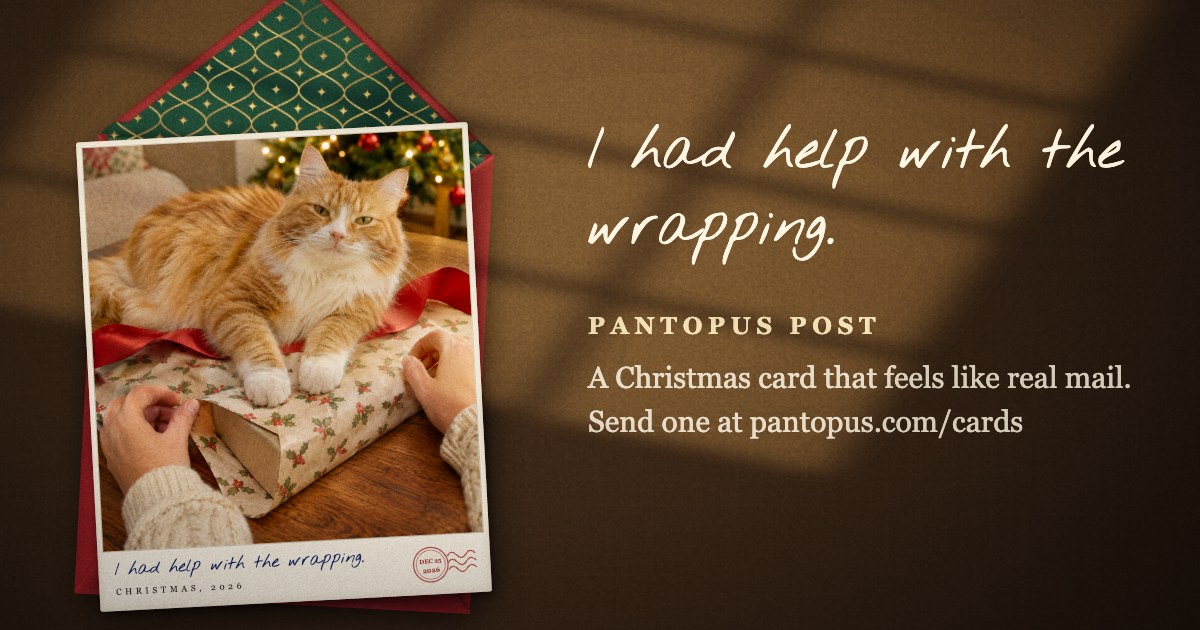 I had help with the
wrapping.
PANTOPUS POST
A Christmas card that feels like real mail.
Send one at pantopus.com/cards
I had help with the wrapping.
CHRISTMAS, 2026
DEC 25
2026